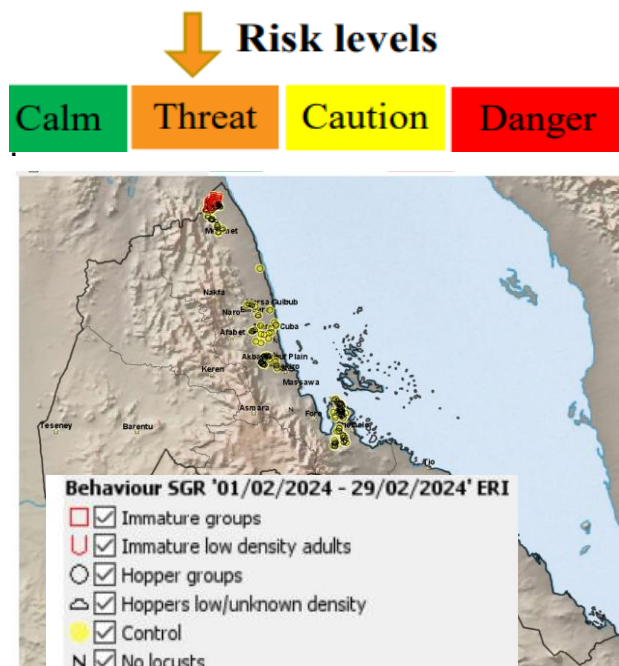 Risk levels
Calm Threat Caution Danger
Nakfa
Naro
Cuba
Afabet
Keren
Massawa
Asmara
N
Foro
Teseney
Barentu
Tio
Behaviour SGR '01/02/2024 - 29/02/2024' ERI
Immature groups
Immature low density adults
Hopper groups
Hoppers low/unknown density
Control
N No locusts